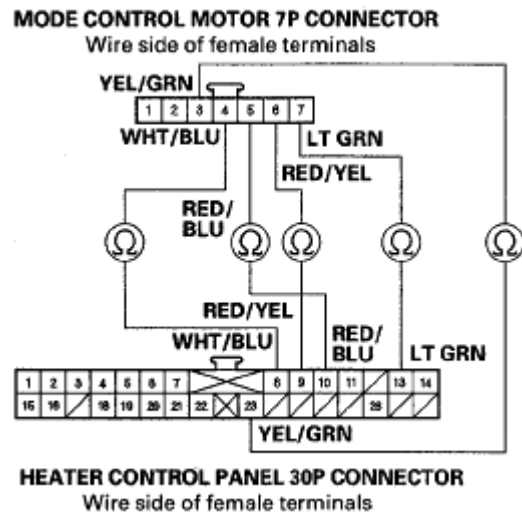 MODE CONTROL MOTOR 7P CONNECTOR
Wire side of female terminals
YEL/GRN
1 2 3 4 5 6 7
WHT/BLU
LT GRN
RED/YEL
RED/
BLU
Ω Ω Ω Ω Ω
RED/YEL
WHT/BLU
RED/
BLU
LT GRN
1 2 3 4 5 6 7 8 9 10 11 13 14
15 16 18 19 20 21 22 23 28
YEL/GRN
HEATER CONTROL PANEL 30P CONNECTOR
Wire side of female terminals